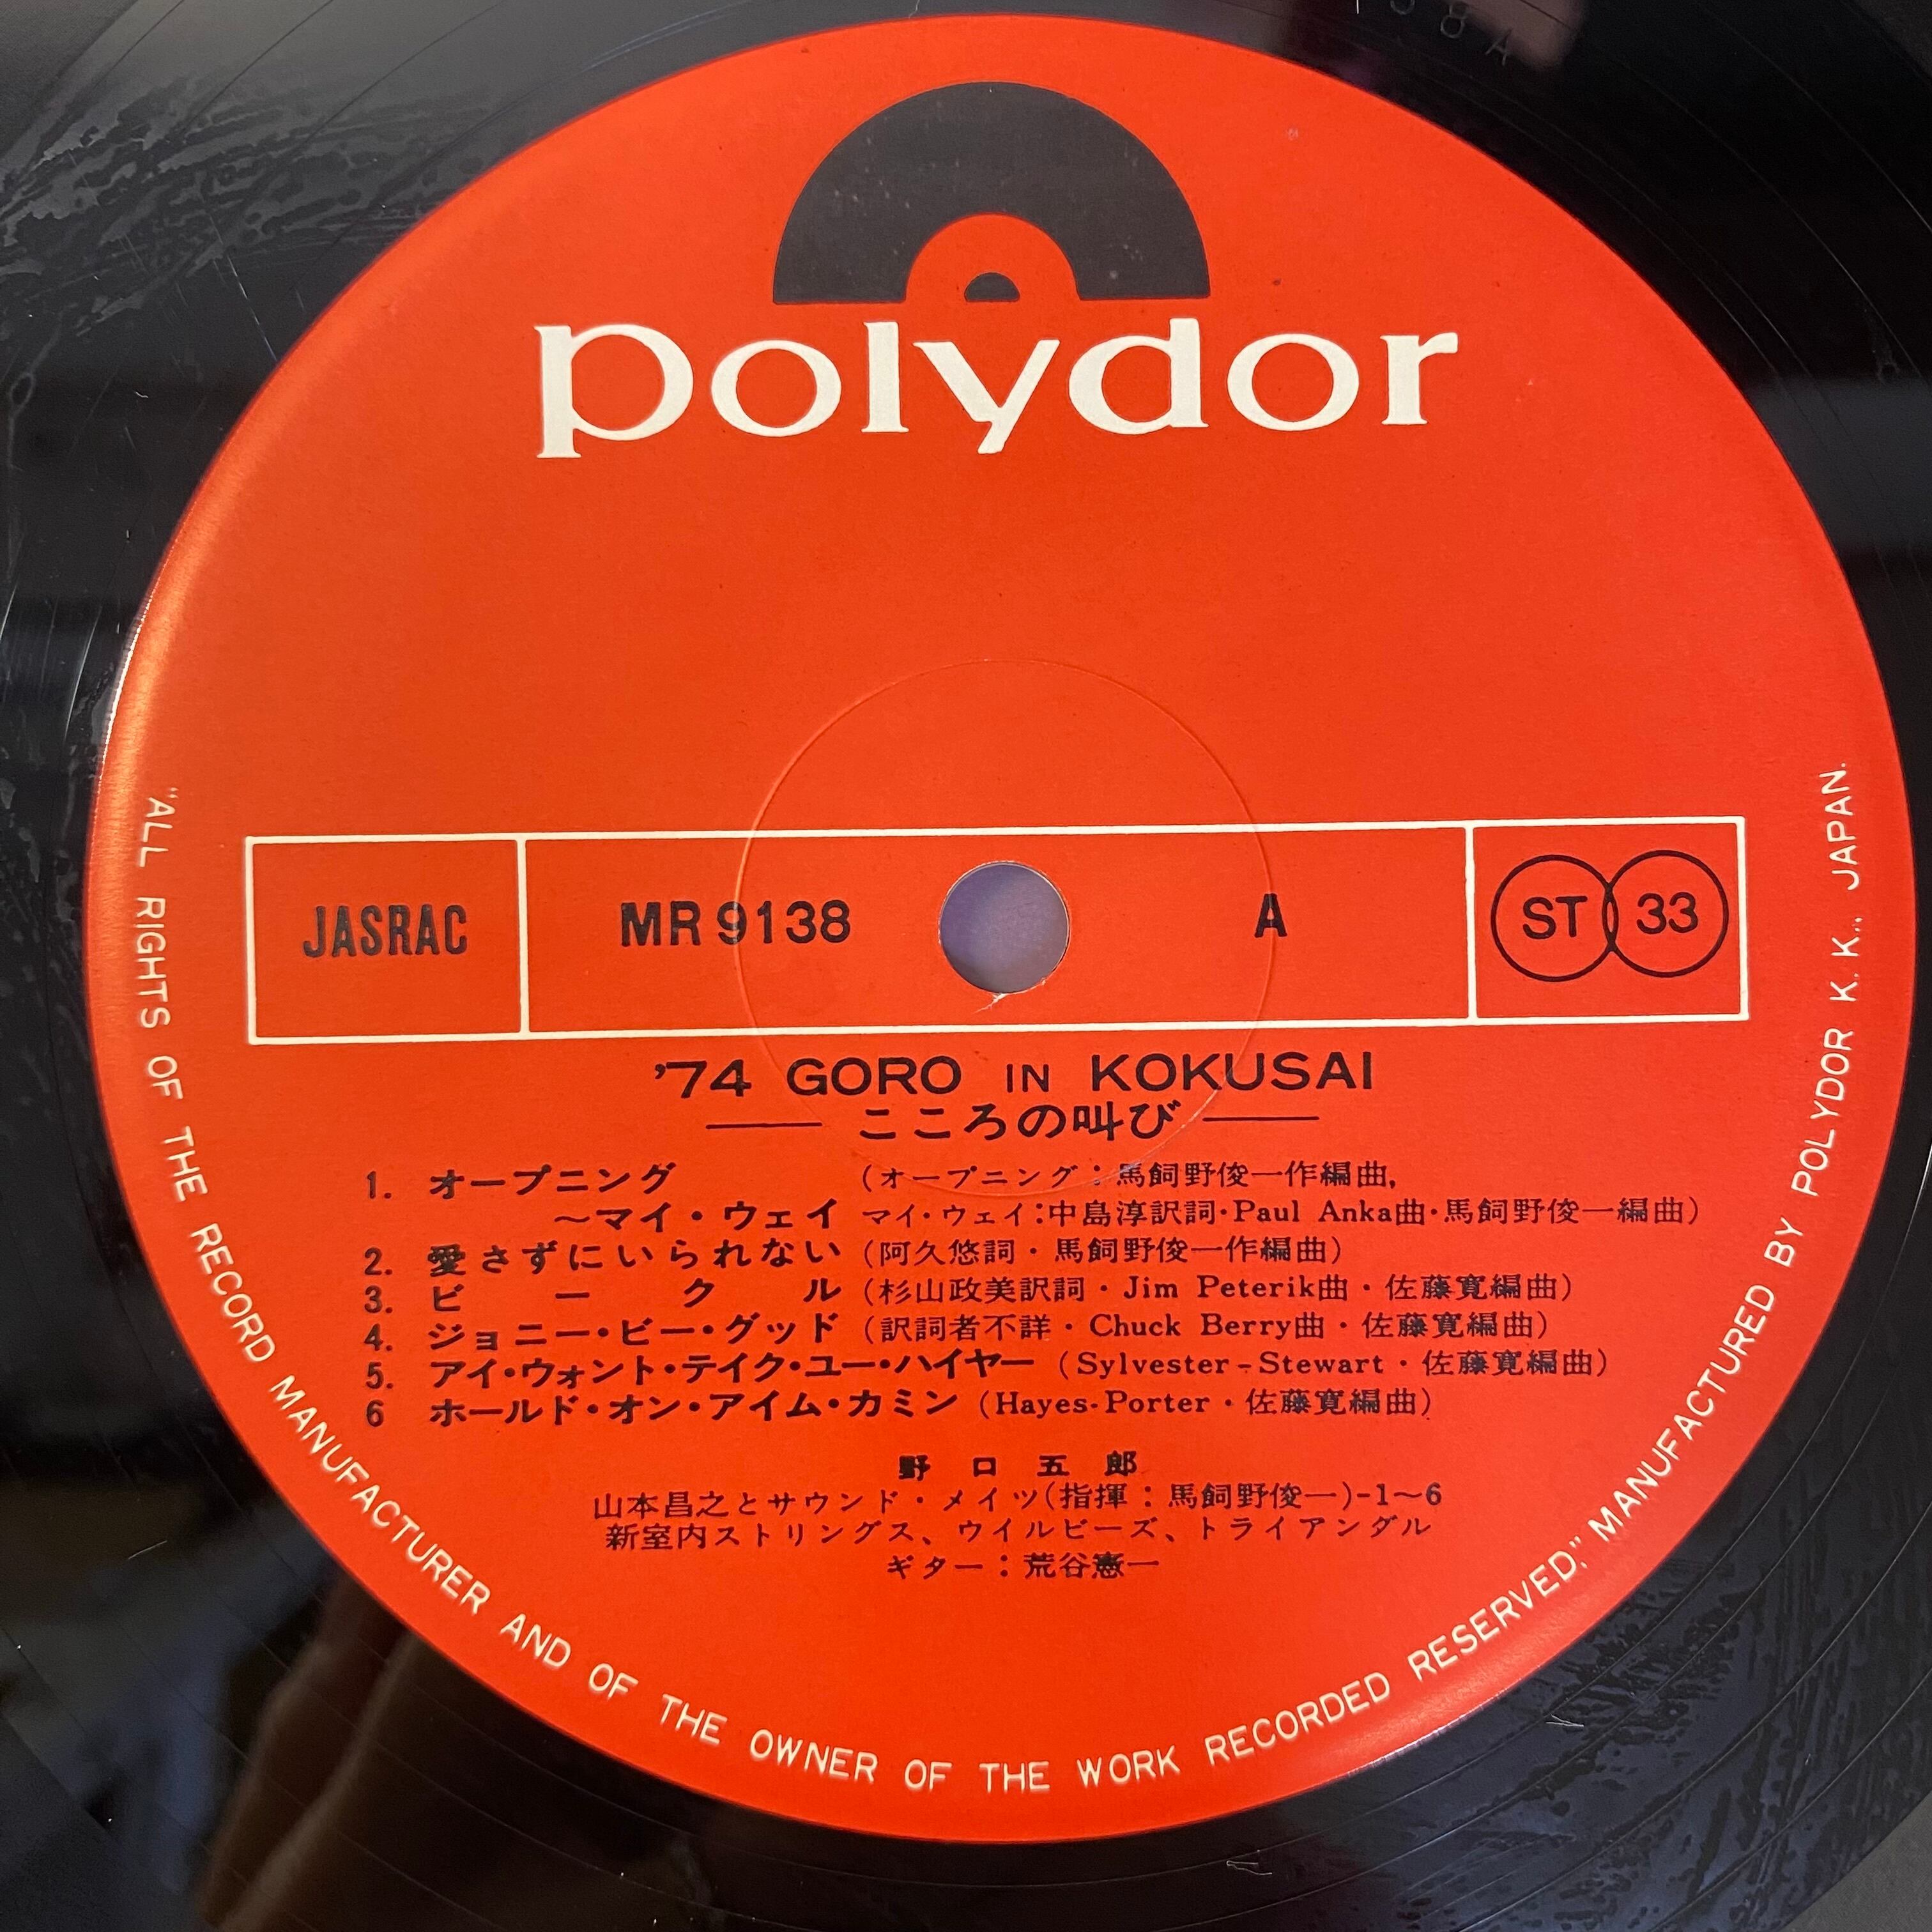 polydor
JASRAC
MR 9138
A
ST 33
'74 GORO IN KOKUSAI
—— こころの叫び ——
1. オープニング (オープニング：馬飼野俊一作編曲,
〜マイ・ウェイ マイ・ウェイ：中島淳訳詞・Paul Anka曲・馬飼野俊一編曲)
2. 愛さずにいられない (阿久悠詞・馬飼野俊一作編曲)
3. ビークル (杉山政美訳詞・Jim Peterik曲・佐藤寛編曲)
4. ジョニー・ビー・グッド (訳詞者不詳・Chuck Berry曲・佐藤寛編曲)
5. アイ・ウォント・テイク・ユー・ハイヤー (Sylvester-Stewart・佐藤寛編曲)
6 ホールド・オン・アイム・カミン (Hayes-Porter・佐藤寛編曲)
野口五郎
山本昌之とサウンド・メイツ(指揮：馬飼野俊一)-1〜6
新室内ストリングス、ウイルビーズ、トライアンダル
ギター：荒谷憲一
"ALL RIGHTS OF THE RECORD MANUFACTURER AND OF THE OWNER OF THE WORK RECORDED RESERVED." MANUFACTURED BY POLYDOR K. K., JAPAN.